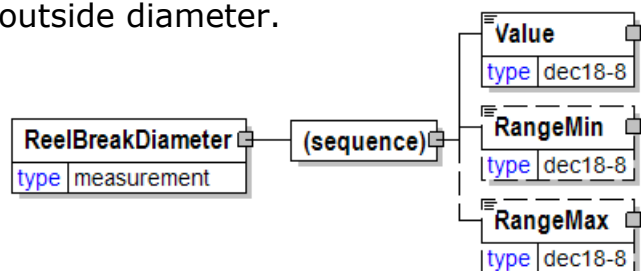 outside diameter.
Value
type dec18-8
RangeMin
type dec18-8
ReelBreakDiameter
type measurement
(sequence)
RangeMax
type dec18-8